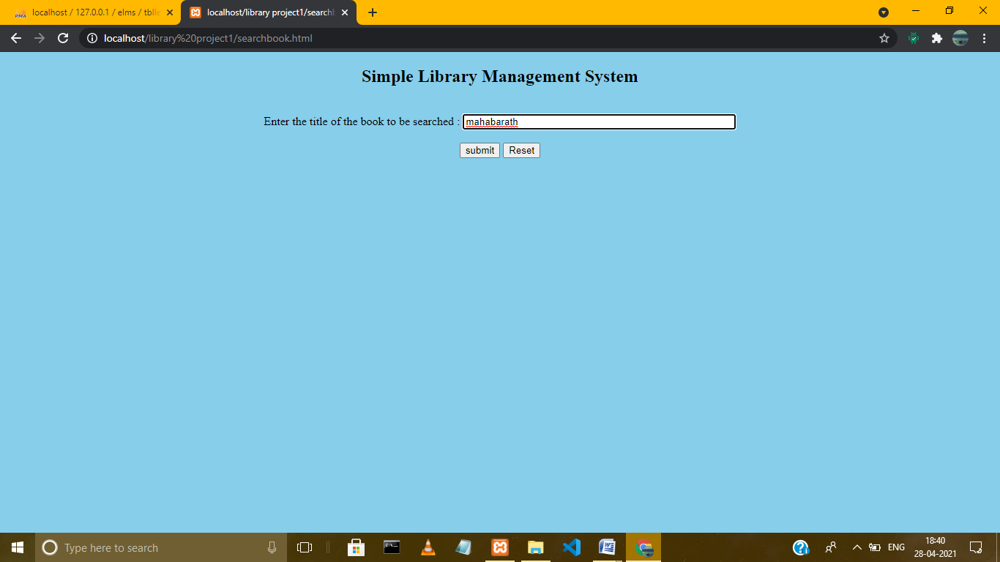 localhost / 127.0.0.1 / elms / tblle
localhost/library project1/searchb
localhost/library%20project1/searchbook.html
Simple Library Management System
Enter the title of the book to be searched : mahabarath
submit Reset
Type here to search
ENG
18:40
28-04-2021